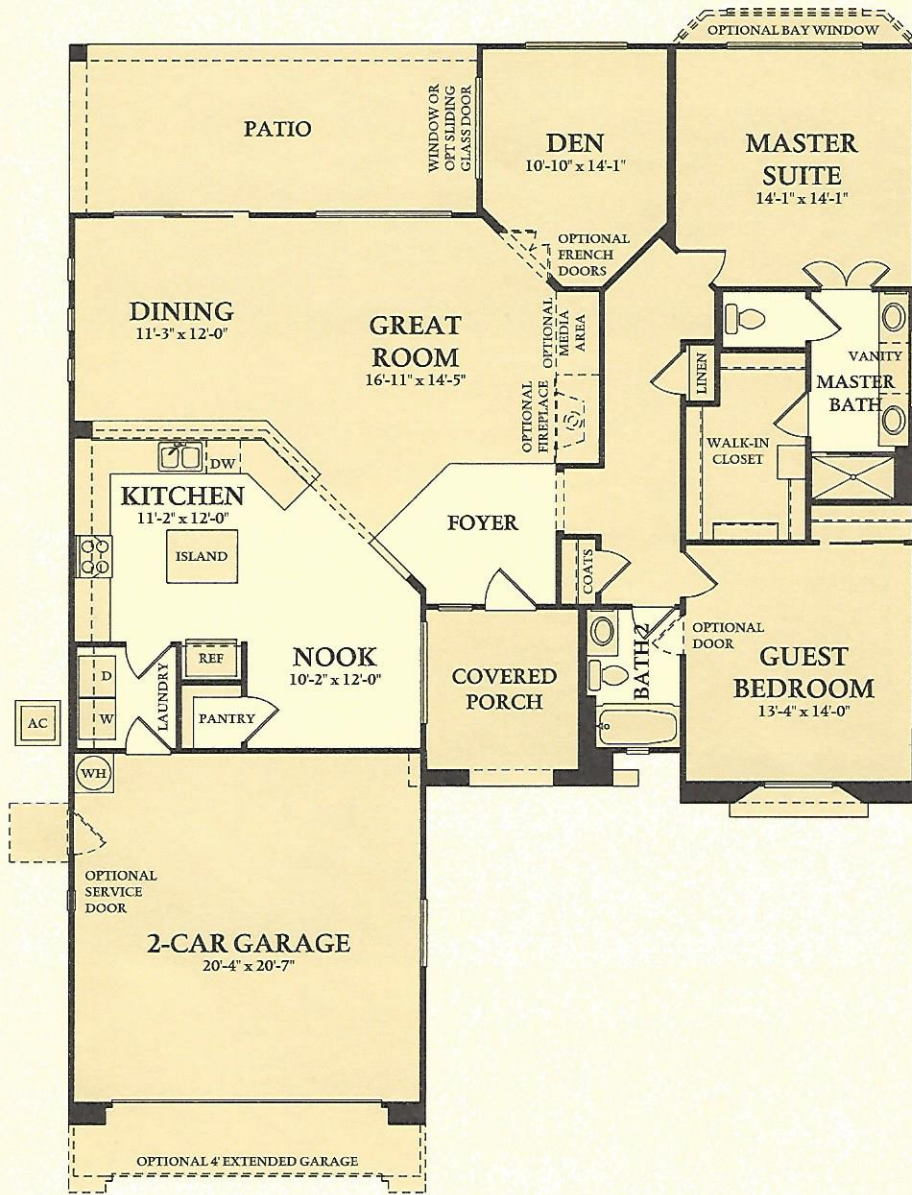 OPTIONAL BAY WINDOW
PATIO
WINDOW OR
OPT SLIDING
GLASS DOOR
DEN
10'-10" x 14'-1"
MASTER
SUITE
14'-1" x 14'-1"
OPTIONAL
FRENCH
DOORS
DINING
11'-3" x 12'-0"
GREAT
ROOM
16'-11" x 14'-5"
OPTIONAL
MEDIA
AREA
OPTIONAL
FIREPLACE
LINEN
VANITY
MASTER
BATH
WALK-IN
CLOSET
DW
KITCHEN
11'-2" x 12'-0"
ISLAND
FOYER
COATS
REF
NOOK
10'-2" x 12'-0"
D
W
LAUNDRY
PANTRY
COVERED
PORCH
BATH 2
OPTIONAL
DOOR
GUEST
BEDROOM
13'-4" x 14'-0"
AC
WH
OPTIONAL
SERVICE
DOOR
2-CAR GARAGE
20'-4" x 20'-7"
OPTIONAL 4' EXTENDED GARAGE